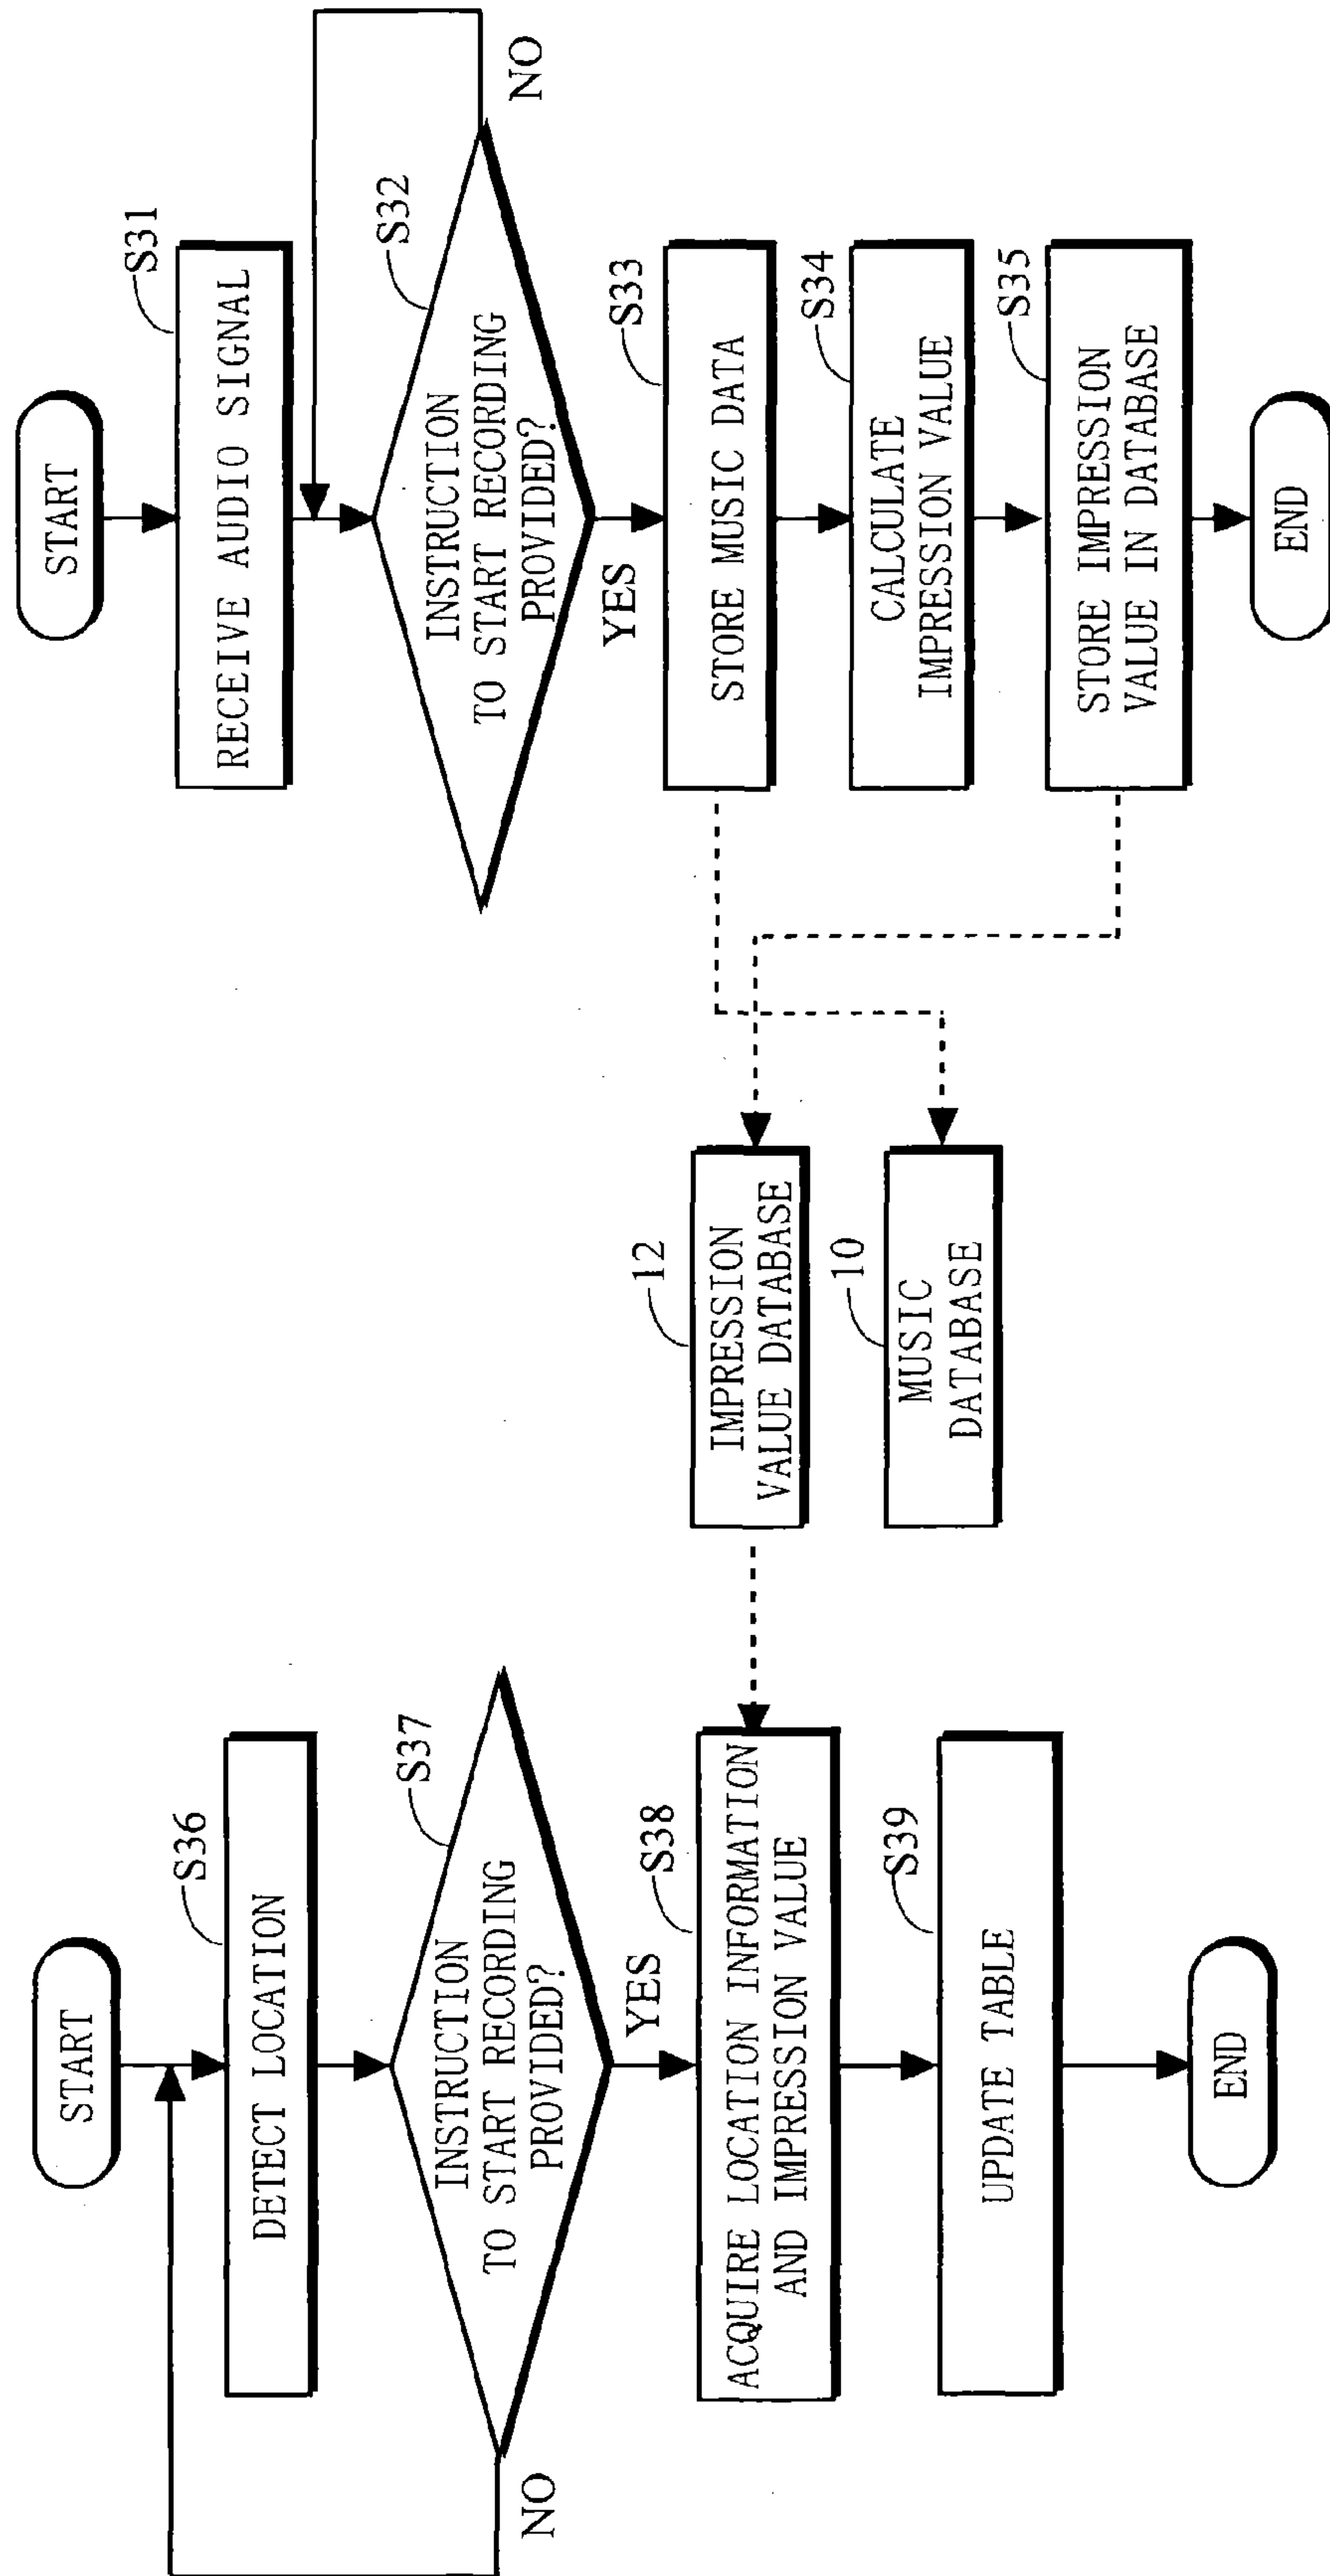 START
S36
DETECT LOCATION
S37
INSTRUCTION
TO START RECORDING
PROVIDED?
NO
YES
S38
ACQUIRE LOCATION INFORMATION
AND IMPRESSION VALUE
S39
UPDATE TABLE
END
12
IMPRESSION
VALUE DATABASE
10
MUSIC
DATABASE
START
S31
RECEIVE AUDIO SIGNAL
S32
INSTRUCTION
TO START RECORDING
PROVIDED?
NO
YES
S33
STORE MUSIC DATA
S34
CALCULATE
IMPRESSION VALUE
S35
STORE IMPRESSION
VALUE IN DATABASE
END